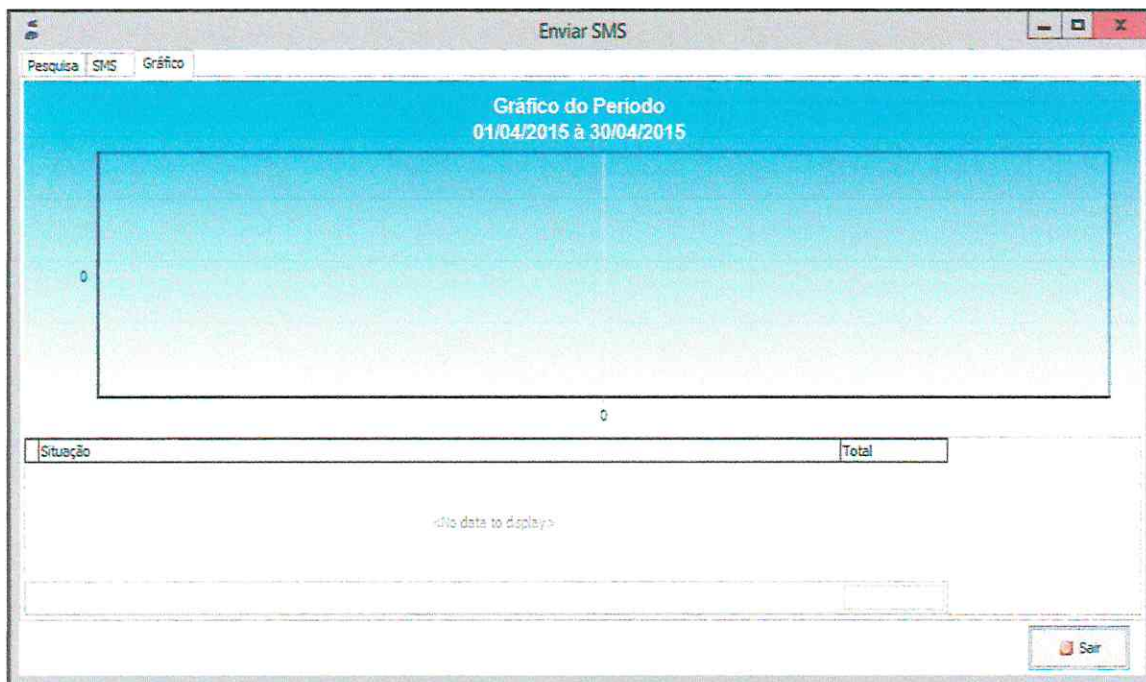 Enviar SMS
Pesquisa SMS Gráfico
Gráfico do Período
01/04/2015 à 30/04/2015
0
0
Situação Total
<No data to display>
Sair